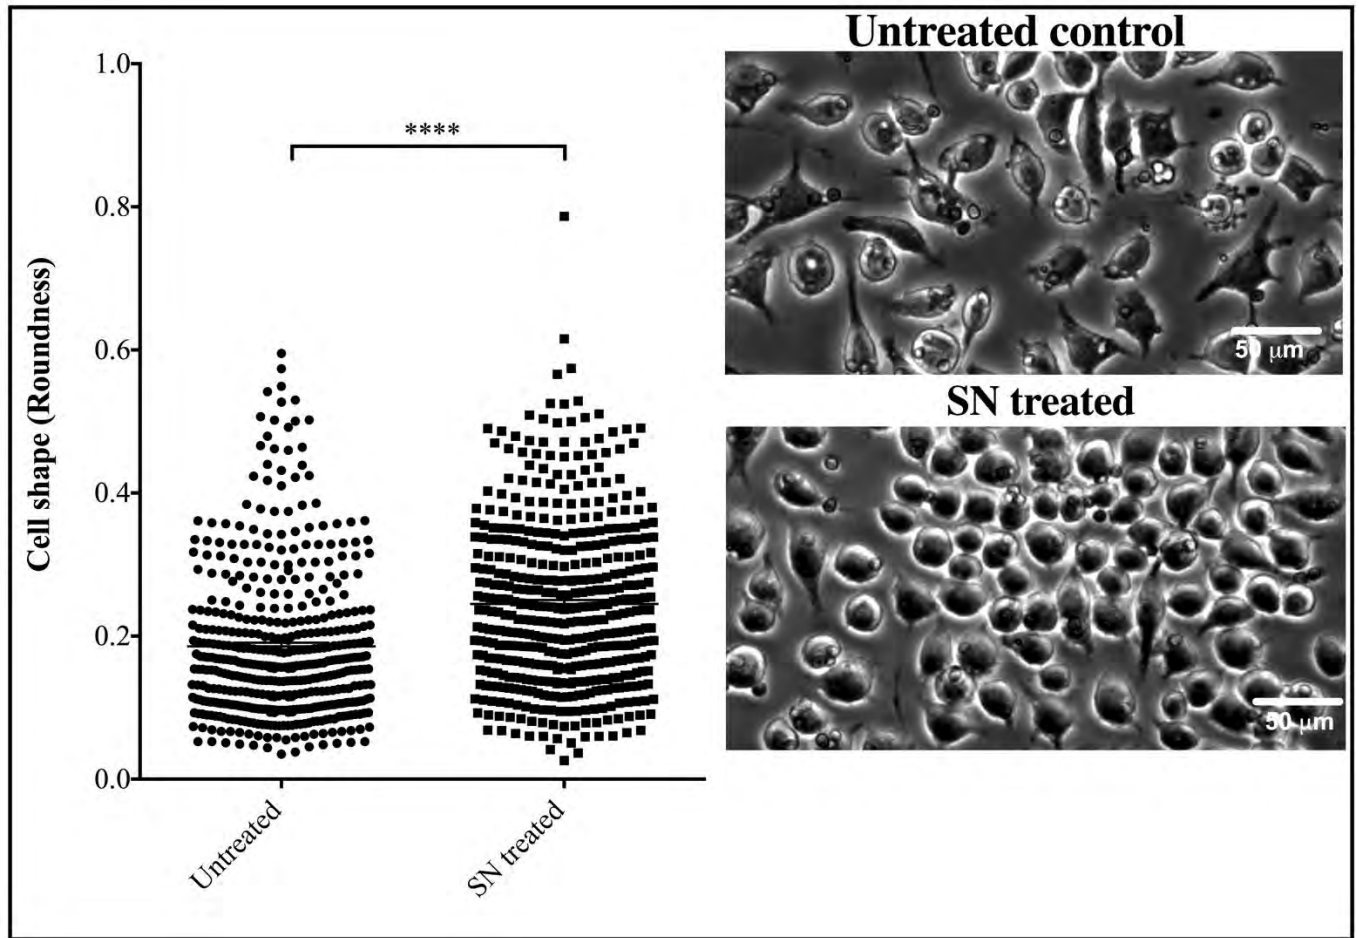 Untreated control
1.0
****
0.8
0.6
0.4
0.2
0.0
Cell shape (Roundness)
Untreated
SN treated
50 μm
SN treated
50 μm